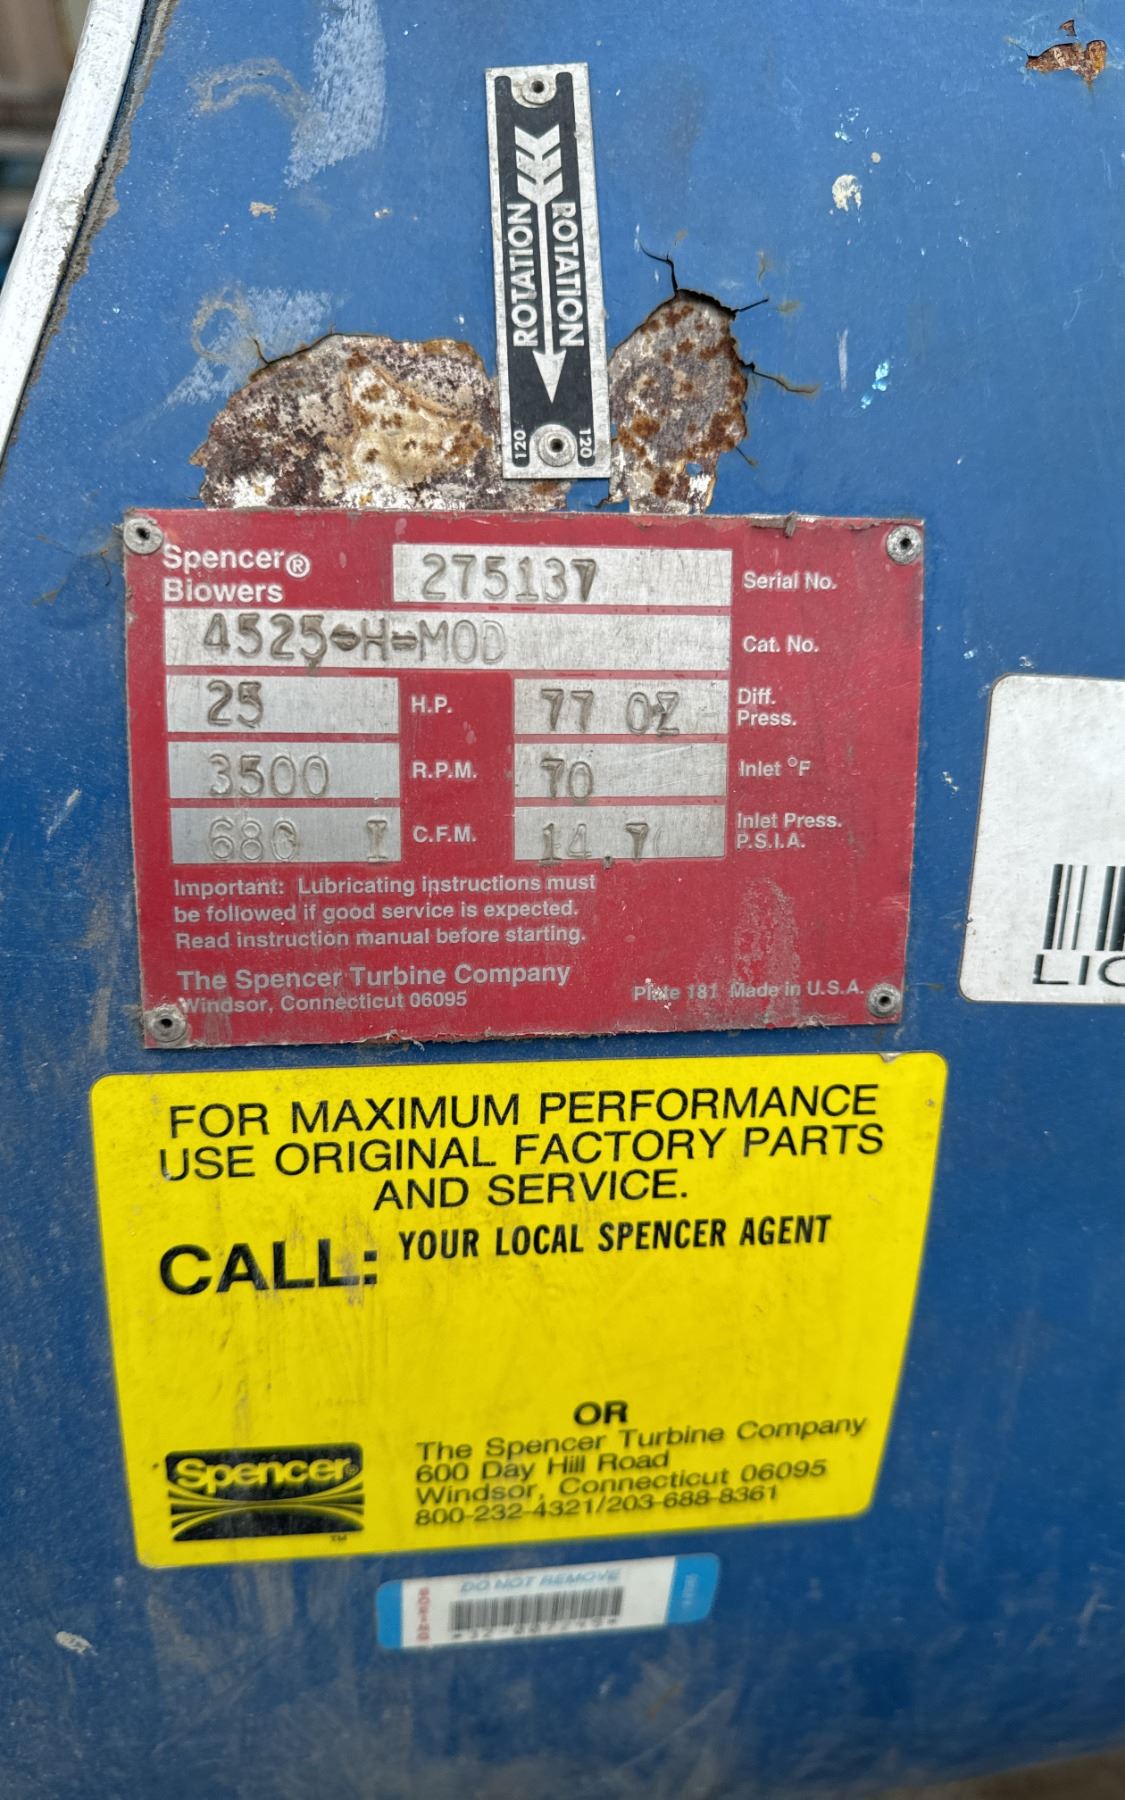 ROTATION
ROTATION
120
120
Spencer®
Blowers
275137
Serial No.
4525-H-MOD
Cat. No.
25
H.P.
77 OZ
Diff.
Press.
3500
R.P.M.
70
Inlet °F
680 I
C.F.M.
14.7
Inlet Press.
P.S.I.A.
Important: Lubricating instructions must
be followed if good service is expected.
Read instruction manual before starting.
The Spencer Turbine Company
Windsor, Connecticut 06095
Plate 181 Made in U.S.A.
LIC
FOR MAXIMUM PERFORMANCE
USE ORIGINAL FACTORY PARTS
AND SERVICE.
CALL: YOUR LOCAL SPENCER AGENT
OR
Spencer®
TM
The Spencer Turbine Company
600 Day Hill Road
Windsor, Connecticut 06095
800-232-4321/203-688-8361
DO NOT REMOVE